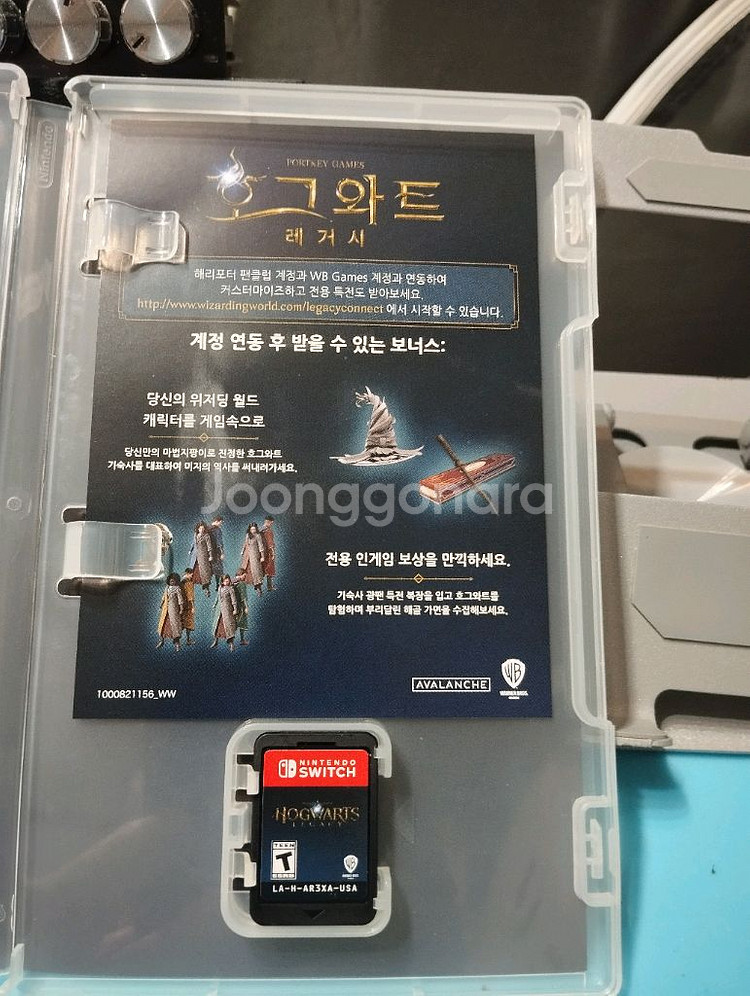 Nintendo
PORTKEY GAMES
호그와트
레거시
해리포터 팬클럽 계정과 WB Games 계정과 연동하여
커스터마이즈하고 전용 특전도 받아보세요.
http://www.wizardingworld.com/legacyconnect 에서 시작할 수 있습니다.
계정 연동 후 받을 수 있는 보너스:
당신의 위저딩 월드
캐릭터를 게임속으로
당신만의 마법지팡이로 진정한 호그와트
기숙사를 대표하여 미지의 역사를 써내려가세요.
Joonggonara
전용 인게임 보상을 만끽하세요.
기숙사 광팬 특전 복장을 입고 호그와트를
탐험하며 부리달린 해골 가면을 수집해보세요.
1000821156_WW
AVALANCHE
WB
NINTENDO
SWITCH
HOGWARTS
LEGACY
TEEN
T
ESRB
LA-H-AR3XA-USA